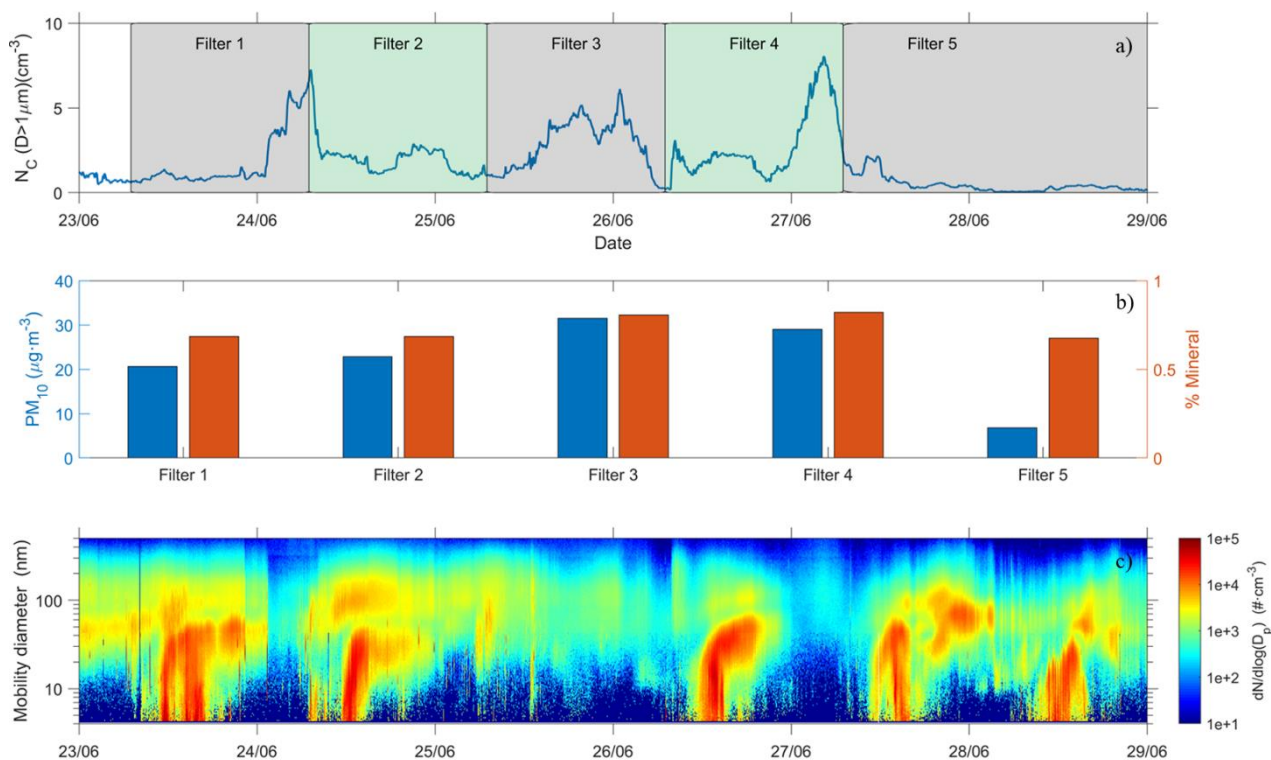 N_C (D>1 μm)(cm⁻³)
10
5
0
Filter 1
Filter 2
Filter 3
Filter 4
Filter 5
a)
23/06
24/06
25/06
26/06
27/06
28/06
29/06
Date
PM₁₀ (μg·m⁻³)
40
30
20
10
0
b)
1
0.5
0
% Mineral
Filter 1
Filter 2
Filter 3
Filter 4
Filter 5
Mobility diameter (nm)
100
10
c)
23/06
24/06
25/06
26/06
27/06
28/06
29/06
1e+5
1e+4
1e+3
1e+2
1e+1
dN/dlog(Dₚ) (#·cm⁻³)